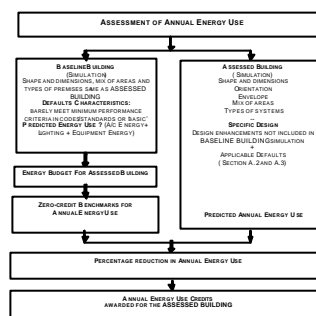 ASSESSMENT OF ANNUAL ENERGY USE
BASELINE BUILDING
(SIMULATION)
SHAPE AND DIMENSIONS, MIX OF AREAS AND
TYPES OF PREMISES SAME AS ASSESSED
BUILDING
DEFAULTS CHARACTERISTICS:
BARELY MEET MINIMUM PERFORMANCE
CRITERIA IN CODES/STANDARDS OR BASIC
PREDICTED ENERGY USE ? (A/C ENERGY+
LIGHTING + EQUIPMENT ENERGY)
ENERGY BUDGET FOR ASSESSED BUILDING
ZERO-CREDIT BENCHMARKS FOR
ANNUAL ENERGY USE
ASSESSED BUILDING
(SIMULATION)
SHAPE AND DIMENSIONS
ORIENTATION
ENVELOPE
MIX OF AREAS
TYPES OF SYSTEMS
SPECIFIC DESIGN
DESIGN ENHANCEMENTS NOT INCLUDED IN
BASELINE BUILDING SIMULATION
+
APPLICABLE DEFAULTS
(SECTION A.2 AND A.3)
PREDICTED ANNUAL ENERGY USE
PERCENTAGE REDUCTION IN ANNUAL ENERGY USE
ANNUAL ENERGY USE CREDITS
AWARDED FOR THE ASSESSED BUILDING